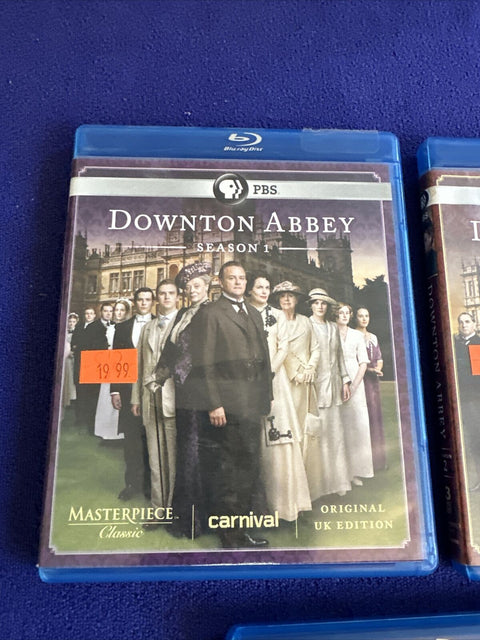 Blu-ray Disc
PBS.
DOWNTON ABBEY
SEASON 1
19.99
MASTERPIECE
Classic
carnival
ORIGINAL
UK EDITION
D
DOWNTON ABBEY